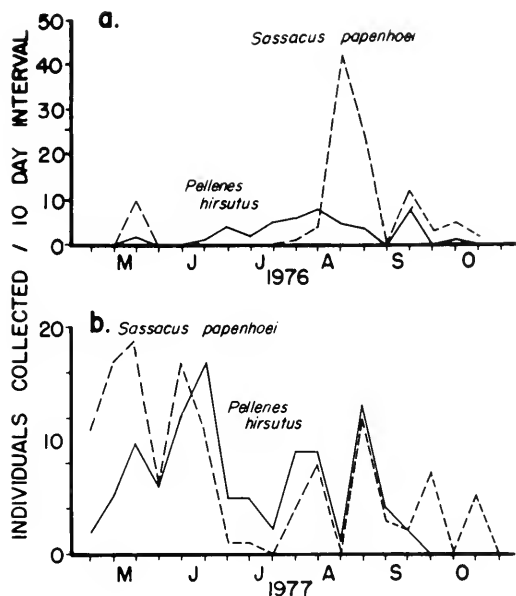 INDIVIDUALS COLLECTED / 10 DAY INTERVAL
a.
50
40
30
20
10
0
Sassacus papenhoei
Pellenes
hirsutus
M J J A S O
1976
b.
20
10
0
Sassacus papenhoei
Pellenes
hirsutus
M J J A S O
1977